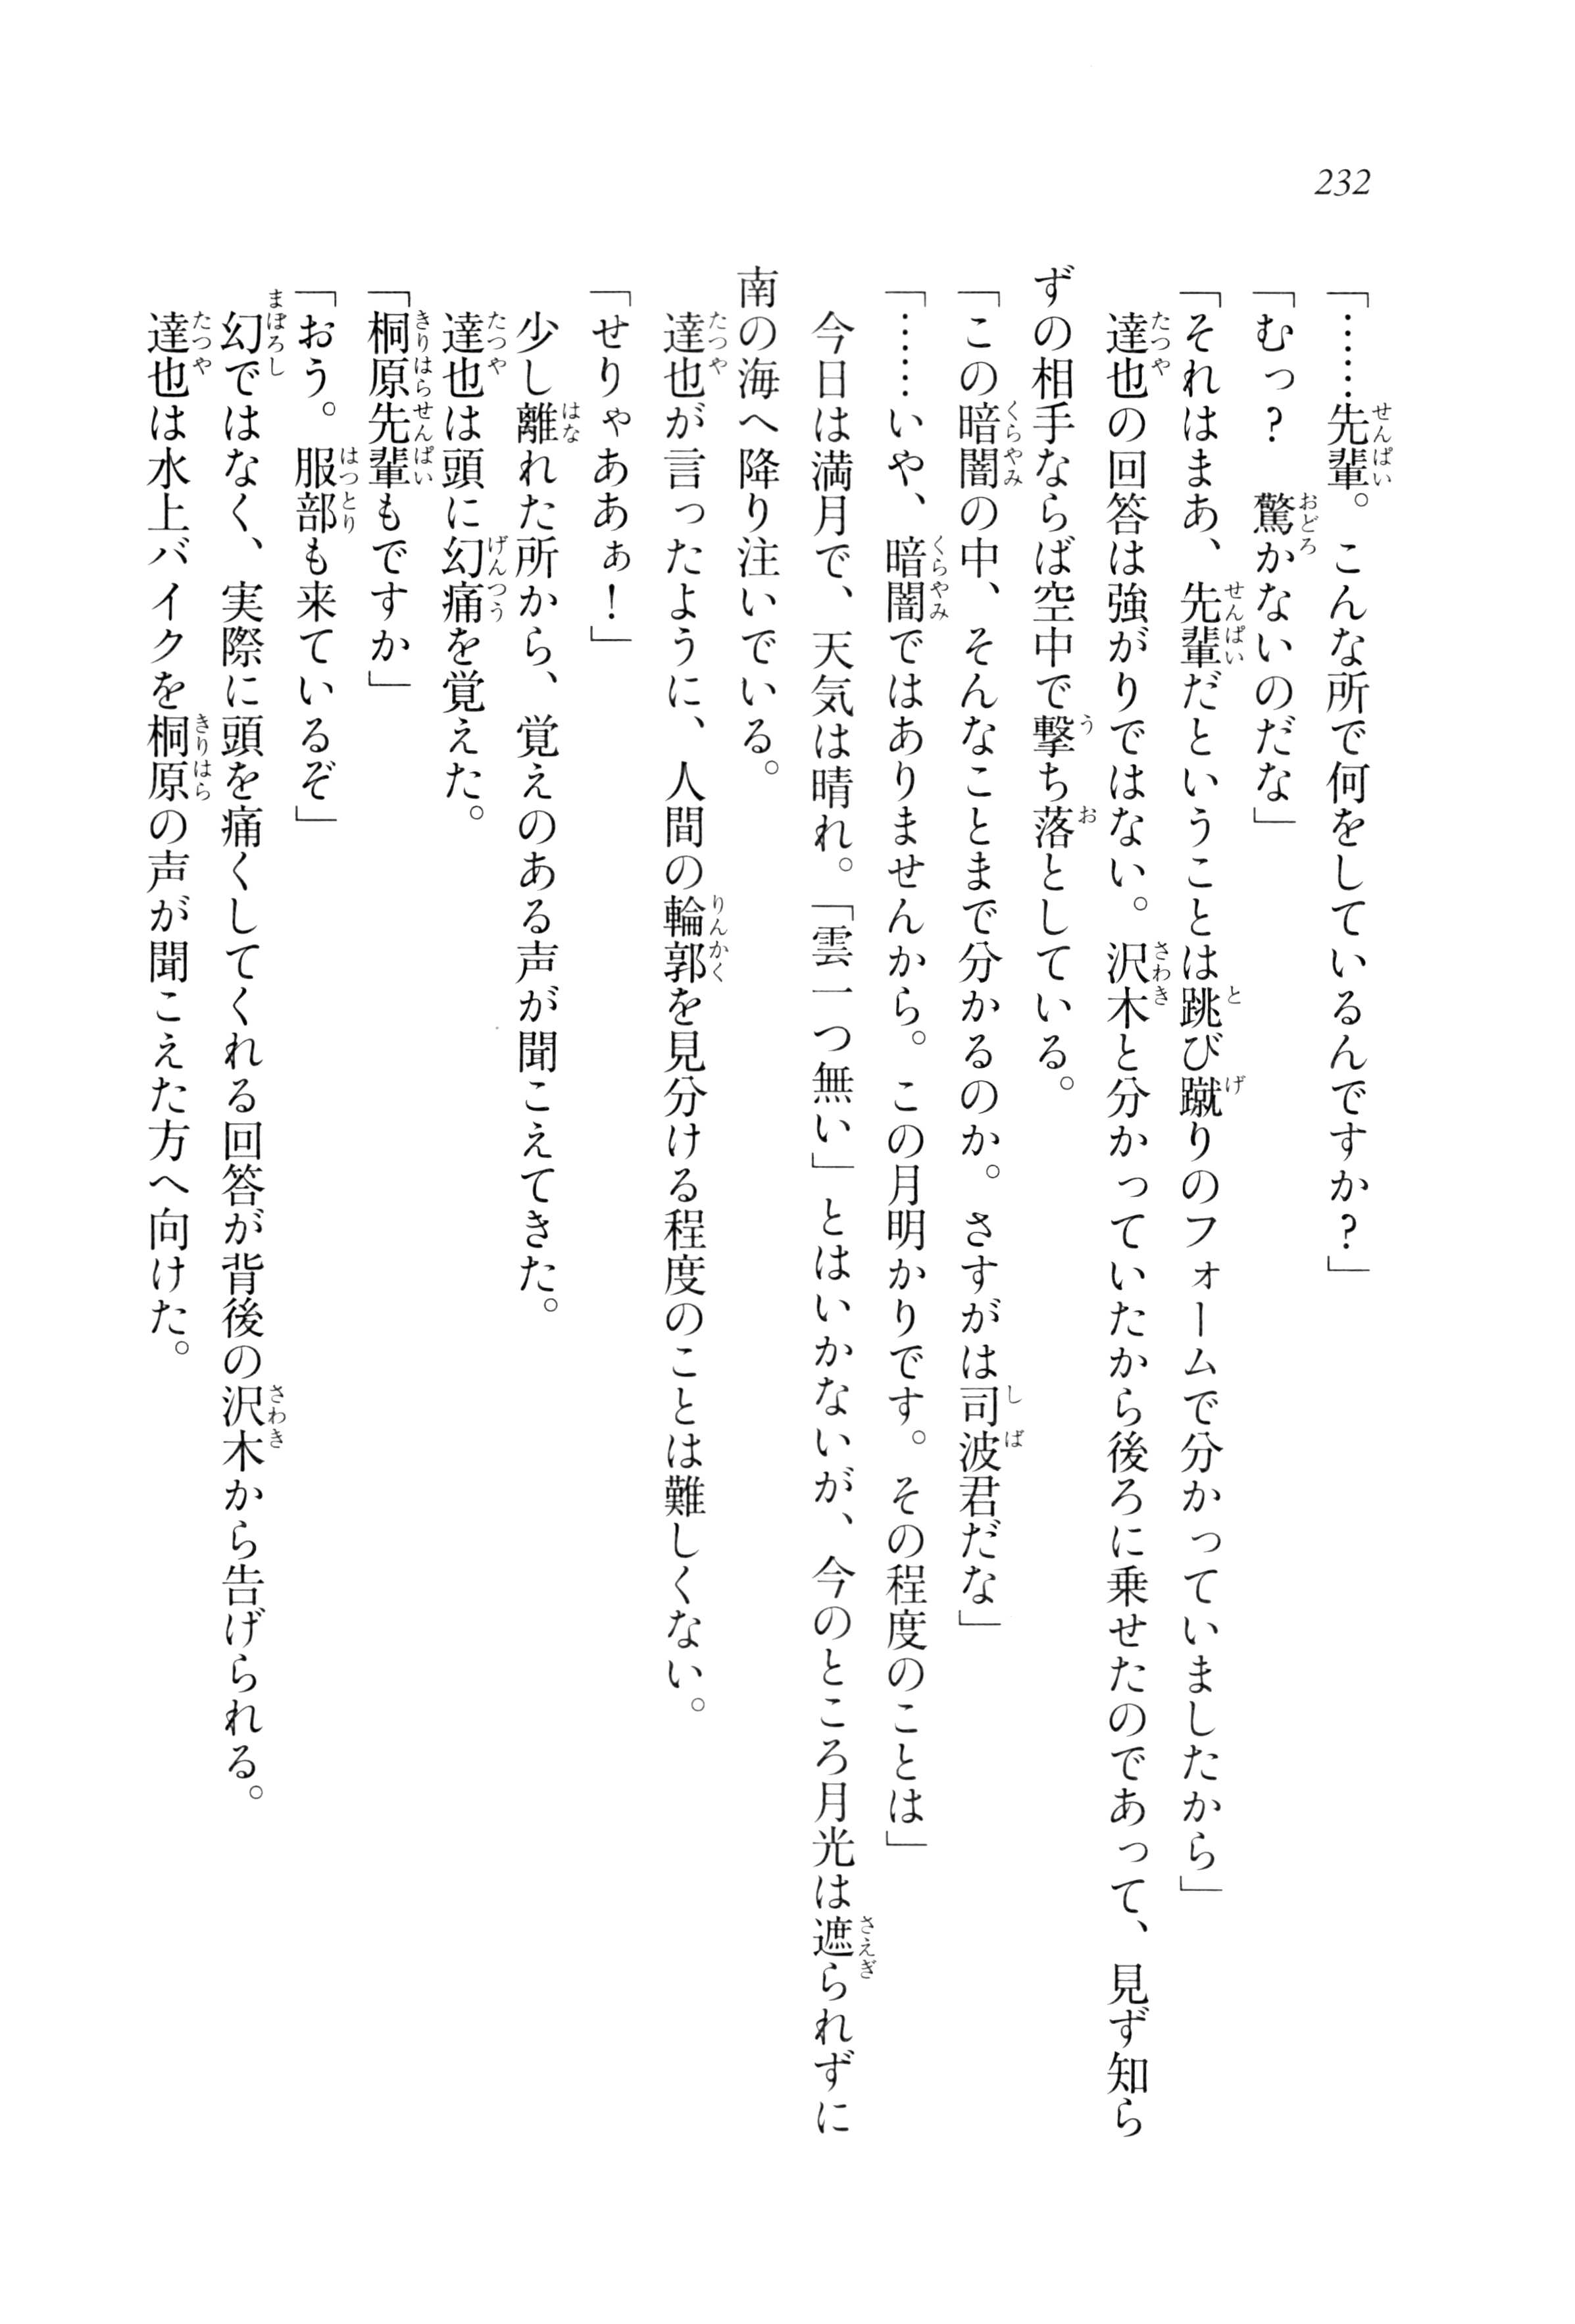 232
「……先輩。こんな所で何をしているんですか？」
「むっ？　驚かないのだな」
「それはまあ、先輩だということは跳び蹴りのフォームで分かっていましたから」
　達也の回答は強がりではない。沢木と分かっていたから後ろに乗せたのであって、見ず知ら
ずの相手ならば空中で撃ち落としている。
「この暗闇の中、そんなことまで分かるのか。さすがは司波君だな」
「……いや、暗闇ではありませんから。この月明かりです。その程度のことは」
　今日は満月で、天気は晴れ。「雲一つ無い」とはいかないが、今のところ月光は遮られずに
南の海へ降り注いでいる。
　達也が言ったように、人間の輪郭を見分ける程度のことは難しくない。
「せりゃああぁ！」
　少し離れた所から、覚えのある声が聞こえてきた。
　達也は頭に幻痛を覚えた。
「桐原先輩もですか」
「おう。服部も来ているぞ」
　幻ではなく、実際に頭を痛くしてくれる回答が背後の沢木から告げられる。
　達也は水上バイクを桐原の声が聞こえた方へ向けた。